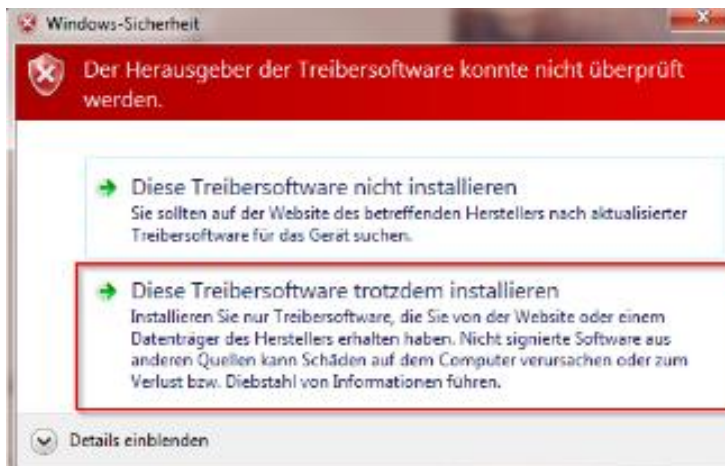 Windows-Sicherheit
Der Herausgeber der Treibersoftware konnte nicht überprüft
werden.
Diese Treibersoftware nicht installieren
Sie sollten auf der Website des betreffenden Herstellers nach aktualisierter
Treibersoftware für das Gerät suchen.
Diese Treibersoftware trotzdem installieren
Installieren Sie nur Treibersoftware, die Sie von der Website oder einem
Datenträger des Herstellers erhalten haben. Nicht signierte Software aus
anderen Quellen kann Schäden auf dem Computer verursachen oder zum
Verlust bzw. Diebstahl von Informationen führen.
Details einblenden